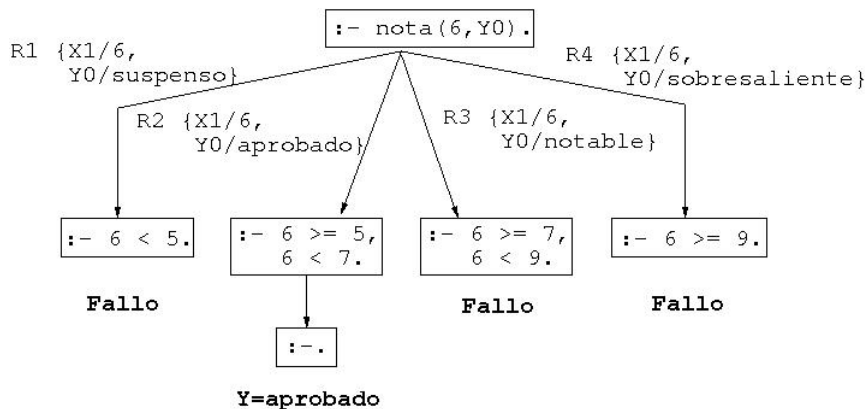 :- nota(6,Y0).
R1 {X1/6,
Y0/suspenso}
R2 {X1/6,
Y0/aprobado}
R3 {X1/6,
Y0/notable}
R4 {X1/6,
Y0/sobresaliente}
:- 6 < 5.
:- 6 >= 5,
6 < 7.
:- 6 >= 7,
6 < 9.
:- 6 >= 9.
Fallo
Fallo
Fallo
:-.
Y=aprobado